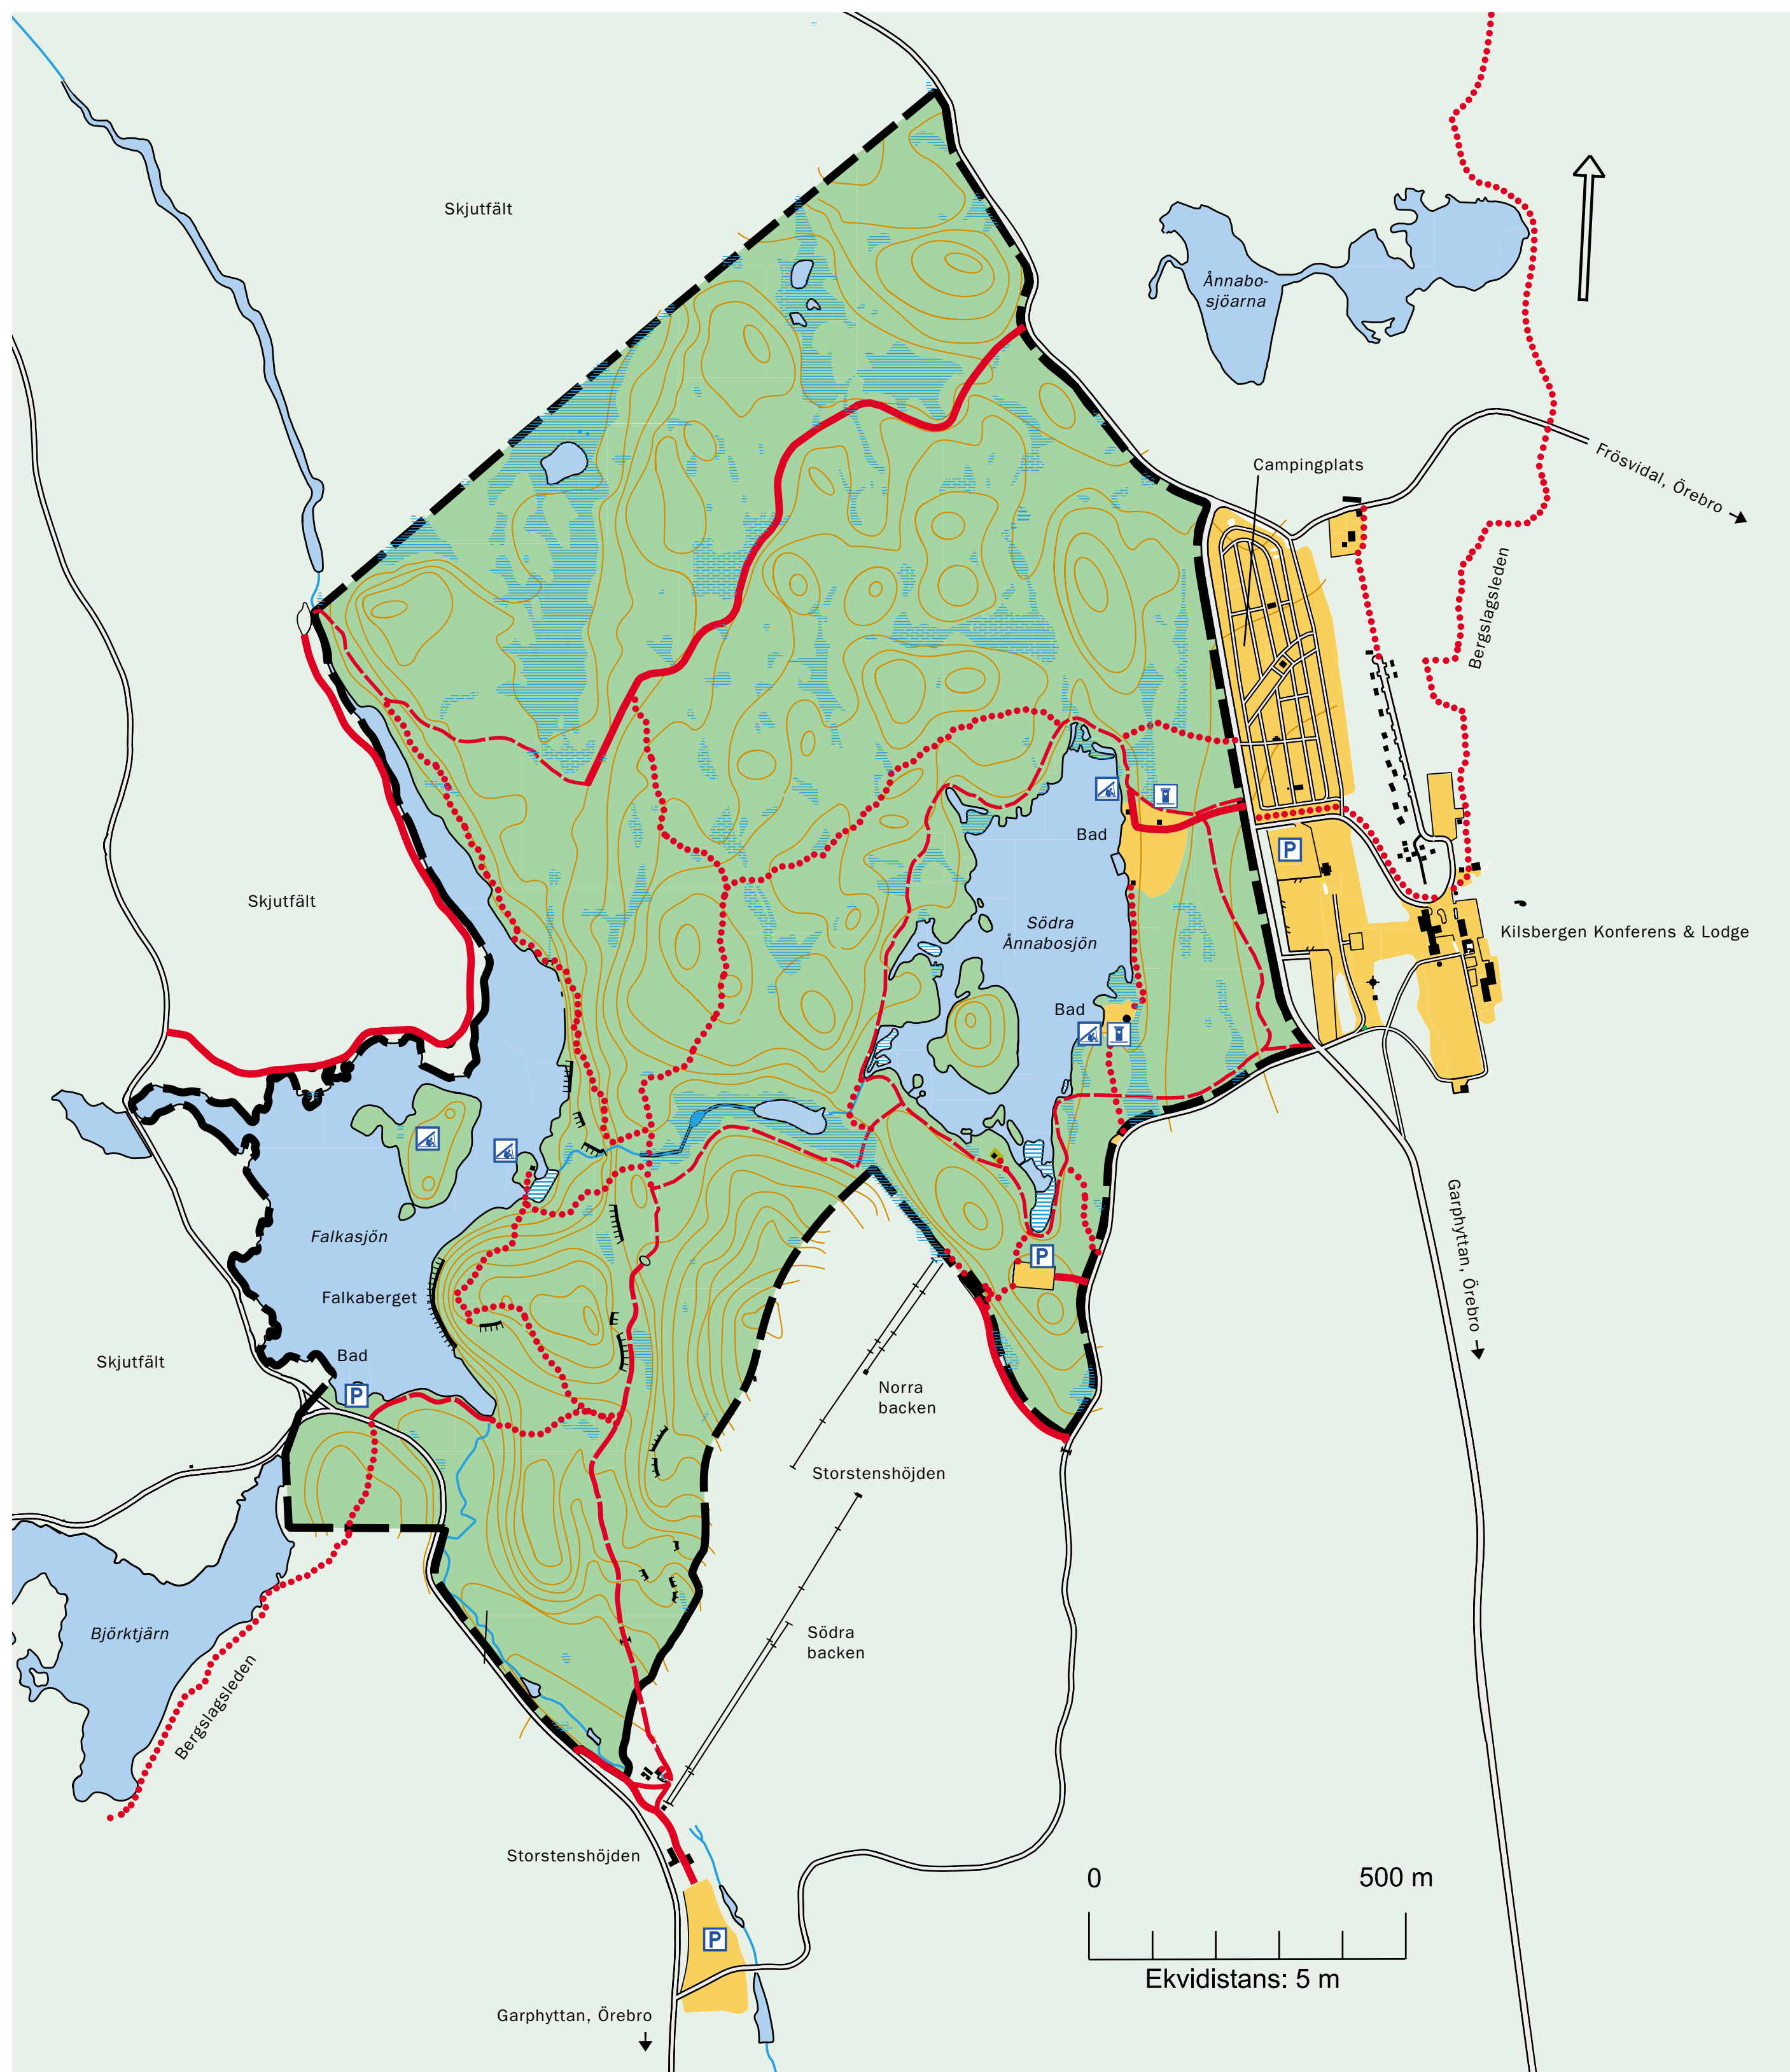 Skjutfält
Ånnabo-
sjöarna
Campingplats
Frösvidal, Örebro
Bergslagsleden
Bad
P
Skjutfält
Södra
Ånnabosjön
Kilsbergen Konferens & Lodge
Bad
Garphyttan, Örebro
Falkasjön
P
Falkaberget
E
Bad
Skjutfält
P
Norra
backen
Storstenshöjden
Björktjärn
Södra
backen
Bergslagsleden
Storstenshöjden
0
500 m
P
Ekvidistans: 5 m
Garphyttan, Örebro